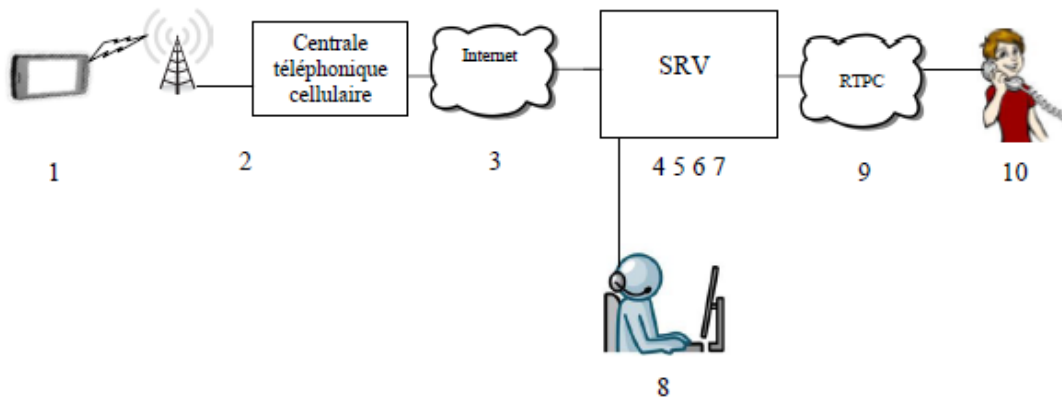 Centrale
téléphonique
cellulaire
Internet
SRV
RTPC
1
2
3
4 5 6 7
9
10
8